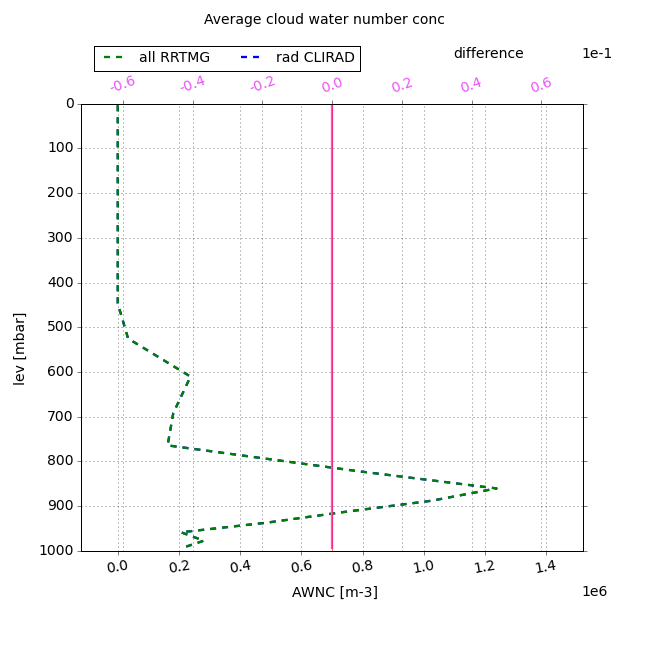 Average cloud water number conc
all RRTMG rad CLIRAD difference 1e-1
-0.6 -0.4 -0.2 0.0 0.2 0.4 0.6
0
100
200
300
400
500
600
700
800
900
1000
lev [mbar]
0.0 0.2 0.4 0.6 0.8 1.0 1.2 1.4
AWNC [m-3] 1e6